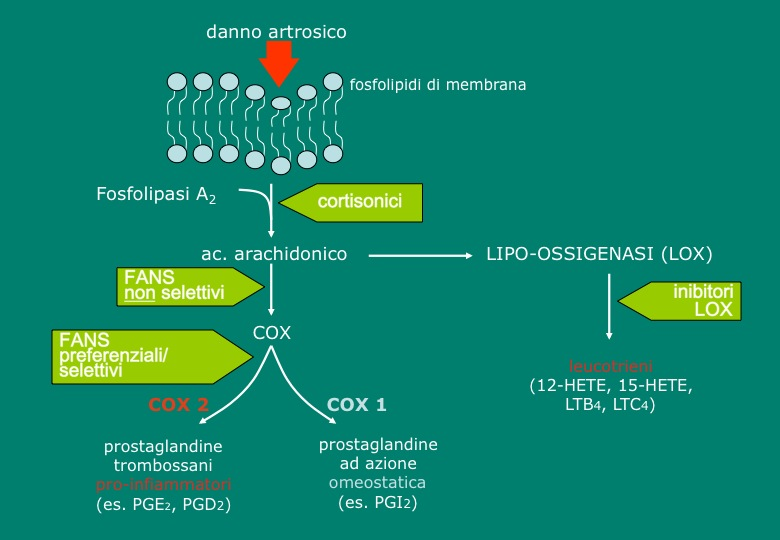 danno artrosico
fosfolipidi di membrana
Fosfolipasi A₂
cortisonici
ac. arachidonico
LIPO-OSSIGENASI (LOX)
FANS
non selettivi
inibitori
LOX
COX
FANS
preferenziali/
selettivi
leucotrieni
(12-HETE, 15-HETE,
LTB₄, LTC₄)
COX 2
COX 1
prostaglandine
trombossani
pro-infiammatori
(es. PGE₂, PGD₂)
prostaglandine
ad azione
omeostatica
(es. PGI₂)